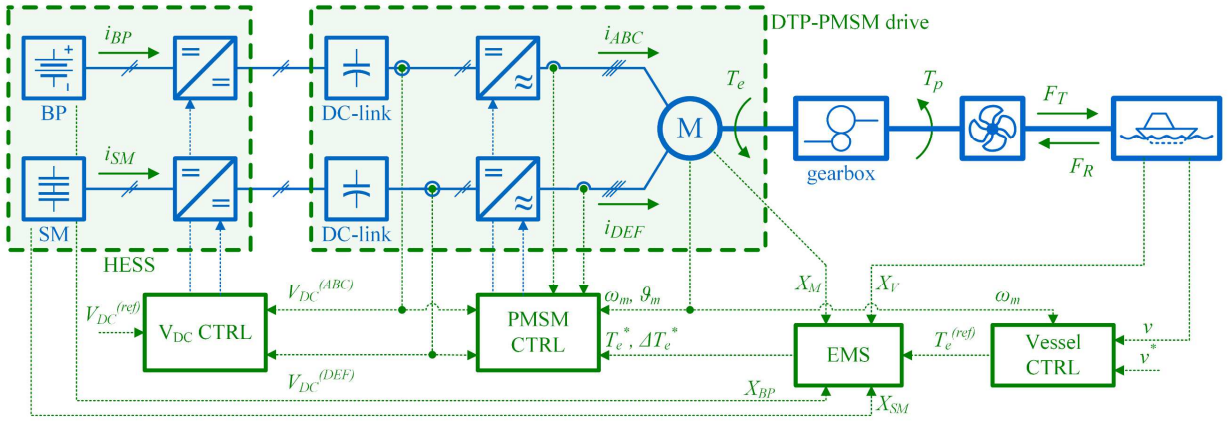 DTP-PMSM drive
i_BP
i_ABC
T_e
T_p
F_T
BP
DC-link
M
F_R
i_SM
gearbox
SM
DC-link
i_DEF
HESS
X_M
X_V
V_DC^(ABC)
ω_m, ϑ_m
ω_m
V_DC^(ref)
V_DC CTRL
PMSM
CTRL
T_e^*, ΔT_e^*
EMS
T_e^(ref)
Vessel
CTRL
v
v^*
V_DC^(DEF)
X_BP
X_SM